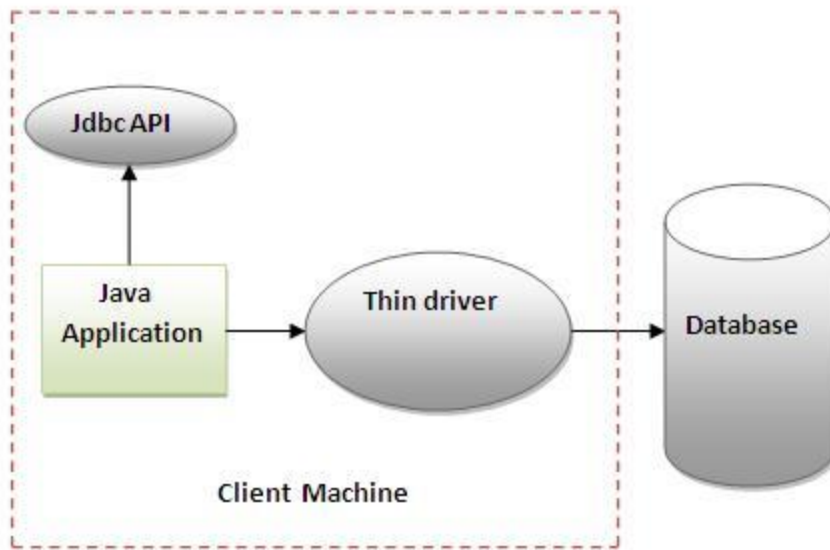 Jdbc API
Java
Application
Thin driver
Database
Client Machine